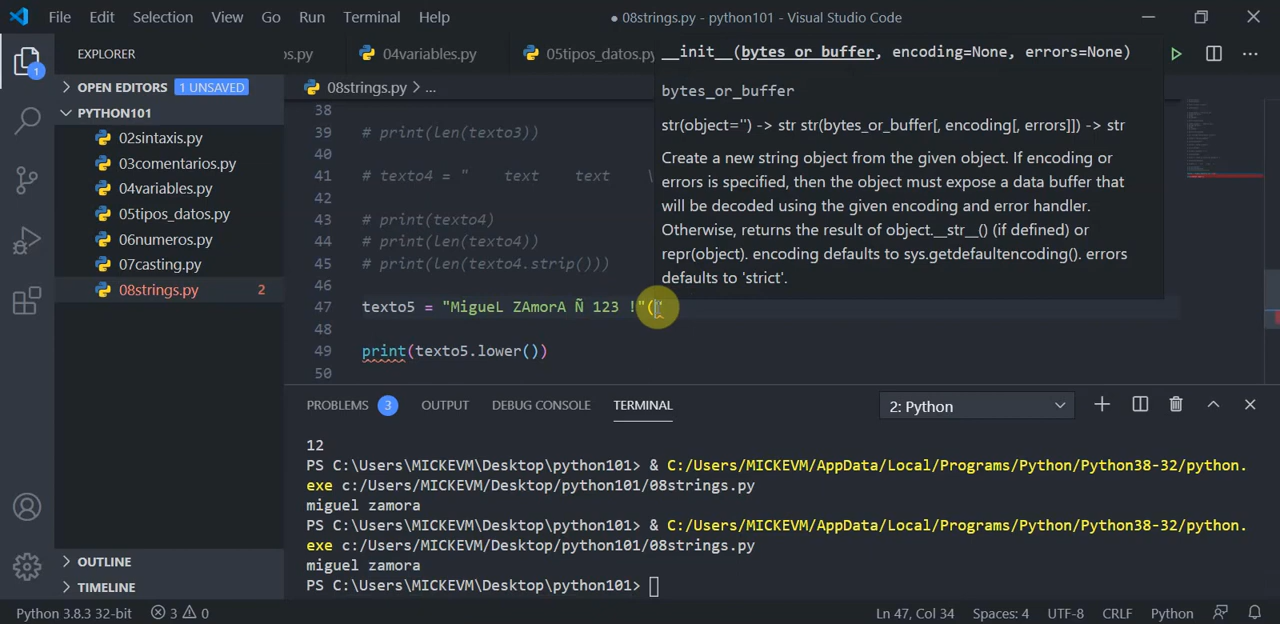 File Edit Selection View Go Run Terminal Help
● 08strings.py - python101 - Visual Studio Code
EXPLORER
OPEN EDITORS 1 UNSAVED
PYTHON101
02sintaxis.py
03comentarios.py
04variables.py
05tipos_datos.py
06numeros.py
07casting.py
08strings.py 2
OUTLINE
TIMELINE
1
os.py 04variables.py 05tipos_datos.py
08strings.py > ...
__init__(bytes_or_buffer, encoding=None, errors=None)
bytes_or_buffer
str(object='') -> str str(bytes_or_buffer[, encoding[, errors]]) -> str
Create a new string object from the given object. If encoding or
errors is specified, then the object must expose a data buffer that
will be decoded using the given encoding and error handler.
Otherwise, returns the result of object.__str__() (if defined) or
repr(object). encoding defaults to sys.getdefaultencoding(). errors
defaults to 'strict'.
38
39 # print(len(texto3))
40
41 # texto4 = " text text \
42
43 # print(texto4)
44 # print(len(texto4))
45 # print(len(texto4.strip()))
46
47 texto5 = "MigueL ZAmorA Ñ 123 !"("
48
49 print(texto5.lower())
50
PROBLEMS 3 OUTPUT DEBUG CONSOLE TERMINAL 2: Python
12
PS C:\Users\MICKEVM\Desktop\python101> & C:/Users/MICKEVM/AppData/Local/Programs/Python/Python38-32/python.
exe c:/Users/MICKEVM/Desktop/python101/08strings.py
miguel zamora
PS C:\Users\MICKEVM\Desktop\python101> & C:/Users/MICKEVM/AppData/Local/Programs/Python/Python38-32/python.
exe c:/Users/MICKEVM/Desktop/python101/08strings.py
miguel zamora
PS C:\Users\MICKEVM\Desktop\python101>
Python 3.8.3 32-bit 3 0 Ln 47, Col 34 Spaces: 4 UTF-8 CRLF Python